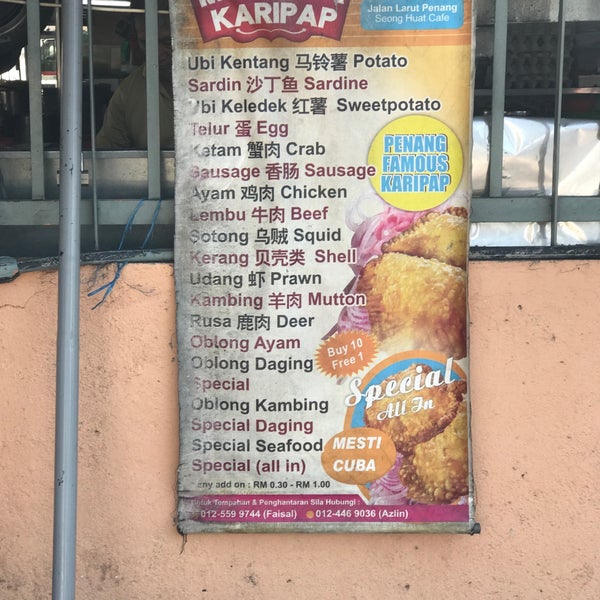 KARIPAP
Jalan Larut Penang
Seong Huat Cafe
Ubi Kentang 马铃薯 Potato
Sardin 沙丁鱼 Sardine
Ubi Keledek 红薯 Sweetpotato
Telur 蛋 Egg
Ketam 蟹肉 Crab
Sausage 香肠 Sausage
Ayam 鸡肉 Chicken
Lembu 牛肉 Beef
Sotong 乌贼 Squid
Kerang 贝壳类 Shell
Udang 虾 Prawn
Kambing 羊肉 Mutton
Rusa 鹿肉 Deer
Oblong Ayam
Oblong Daging
Special
Oblong Kambing
Special Daging
Special Seafood
Special (all in)
PENANG
FAMOUS
KARIPAP
Buy 10
Free 1
Special
All In
MESTI
CUBA
any add on : RM 0.30 - RM 1.00
Untuk Tempahan & Penghantaran Sila Hubungi :
012-559 9744 (Faisal) 012-446 9036 (Azlin)